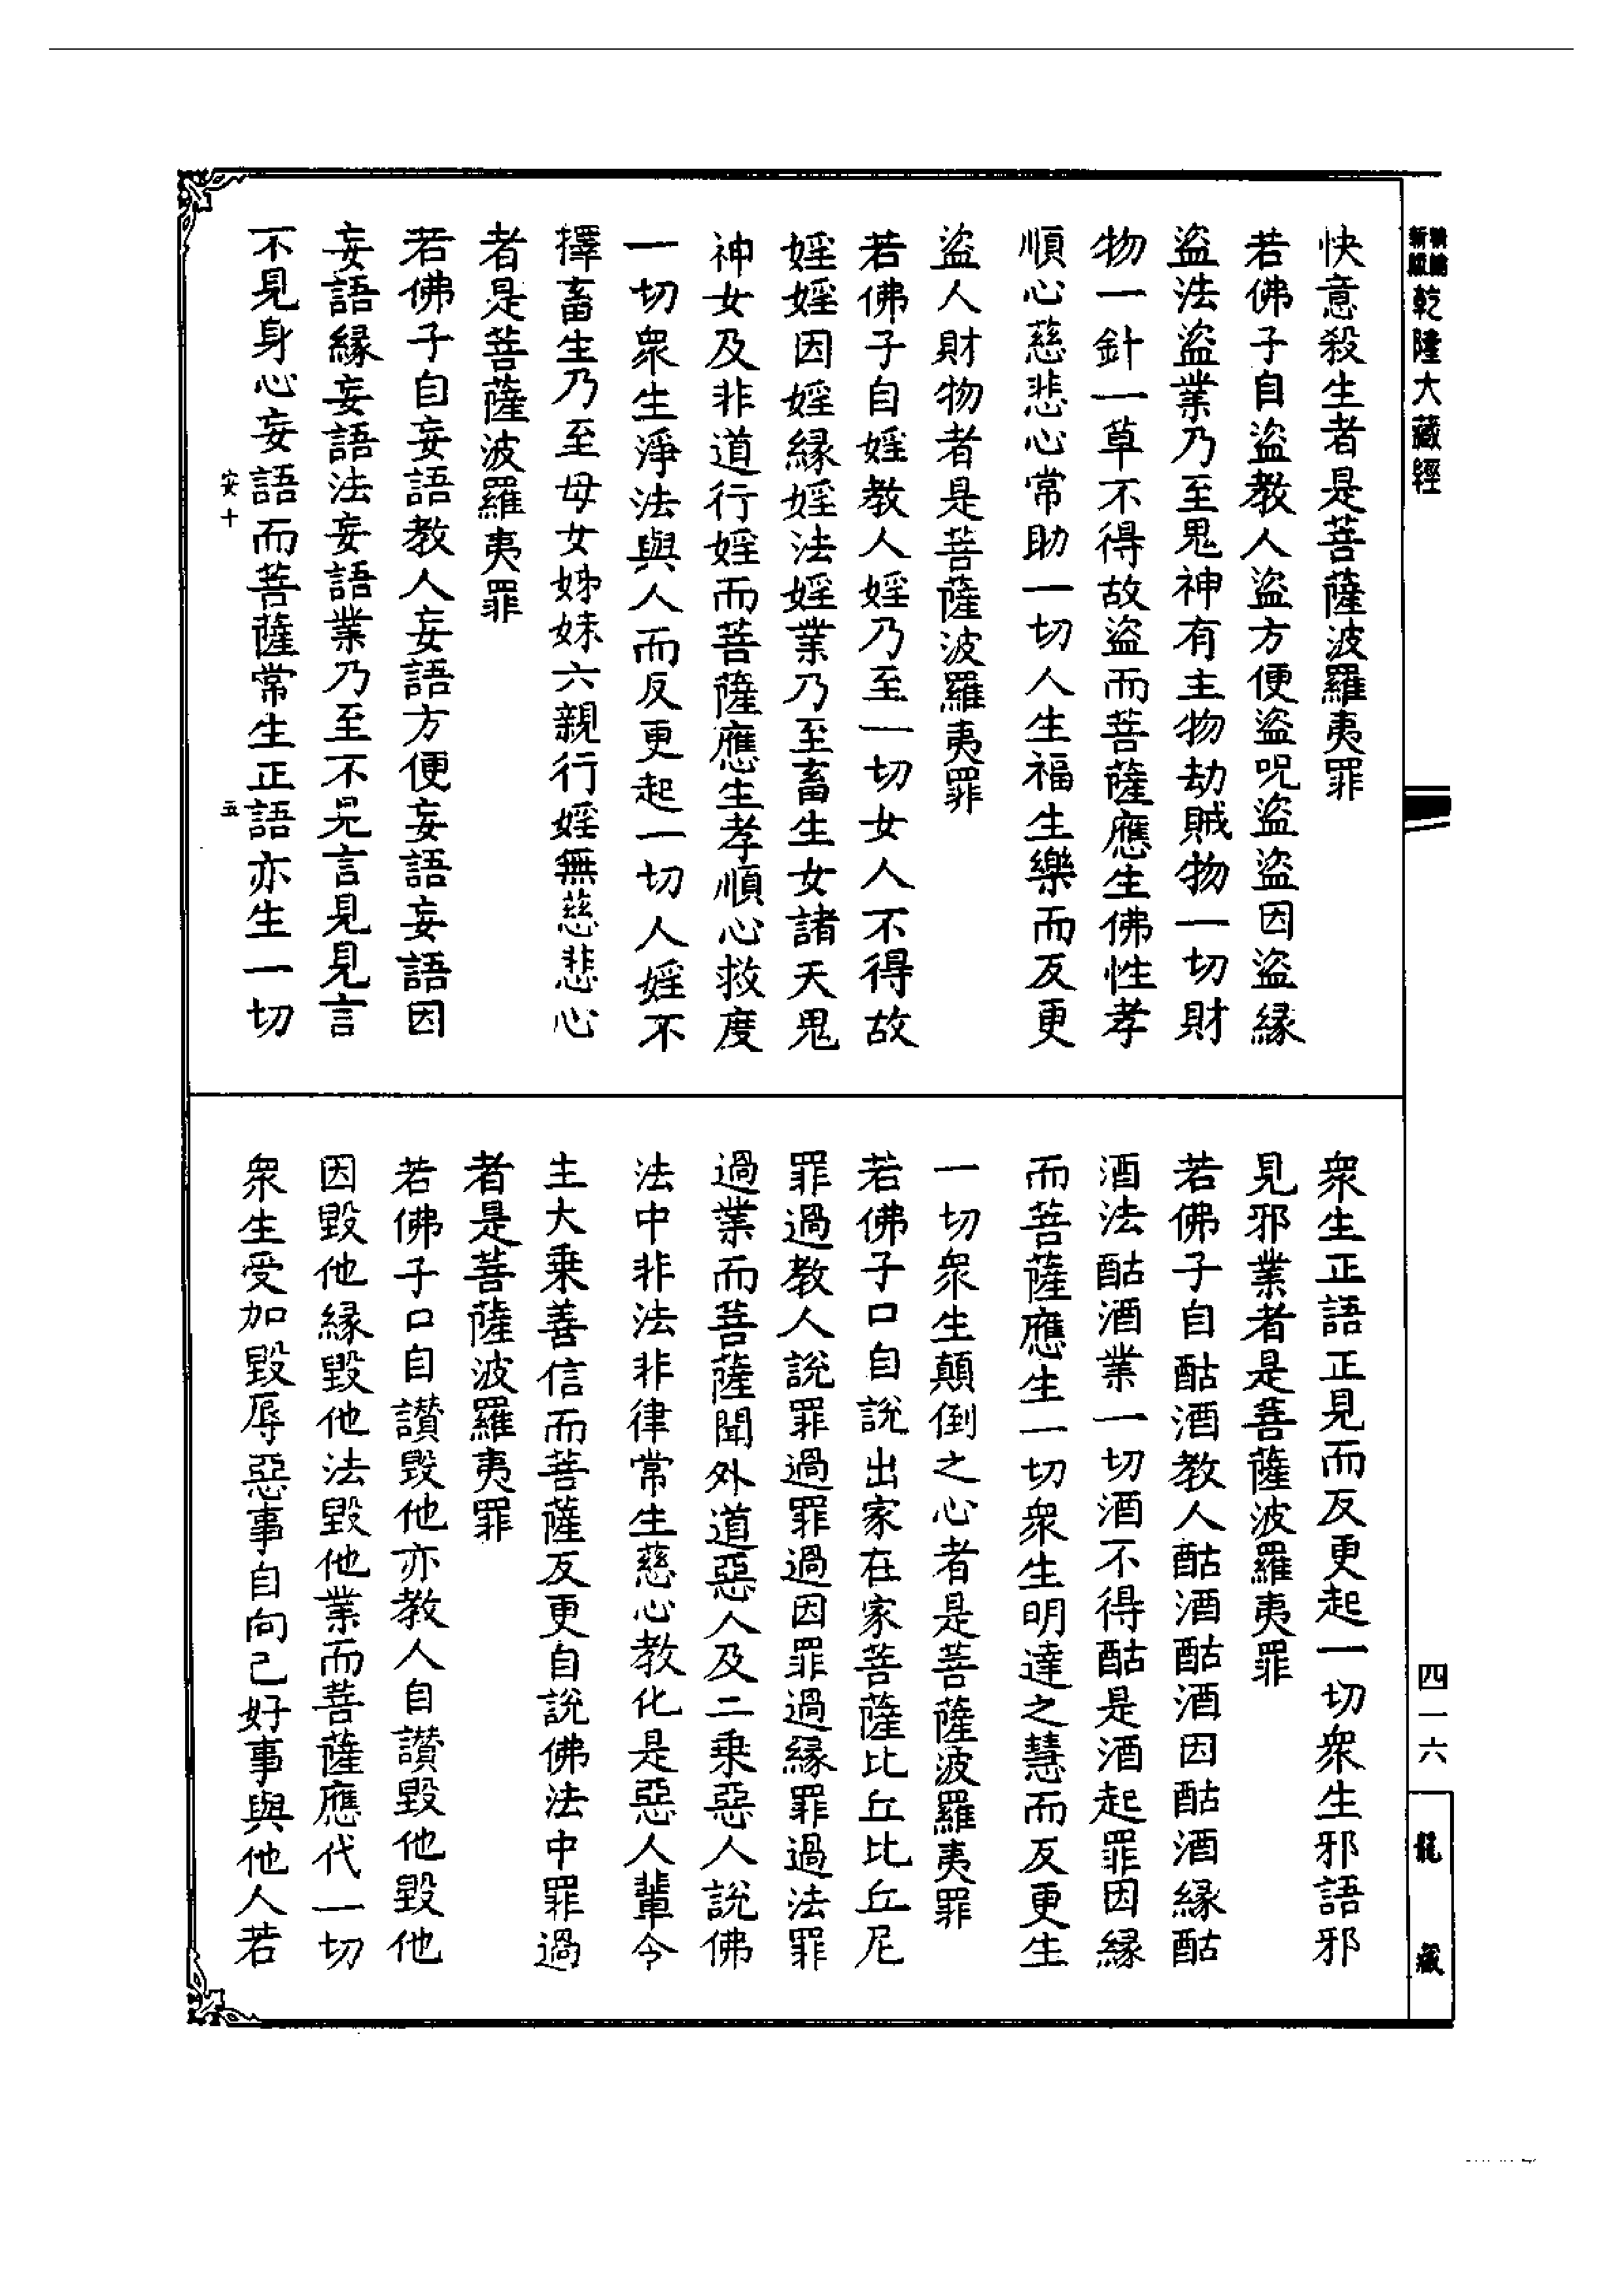 新編
新版
乾隆大藏經
四一六
龍藏
快意殺生者是菩薩波羅夷罪
若佛子自盜教人盜方便盜呪盜盜因盜緣
盜法盜業乃至鬼神有主物劫賊物一切財
物一針一草不得故盜而菩薩應生佛性孝
順心慈悲心常助一切人生福生樂而反更
盜人財物者是菩薩波羅夷罪
若佛子自婬教人婬乃至一切女人不得故
婬婬因婬緣婬法婬業乃至畜生女諸天鬼
神女及非道行婬而菩薩應生孝順心救度
一切眾生淨法與人而反更起一切人婬不
擇畜生乃至母女姊妹六親行婬無慈悲心
者是菩薩波羅夷罪
若佛子自妄語教人妄語方便妄語妄語因
妄語緣妄語法妄語業乃至不見言見見言
不見身心妄語而菩薩常生正語亦生一切
安十
五
眾生正語正見而反更起一切眾生邪語邪
見邪業者是菩薩波羅夷罪
若佛子自酤酒教人酤酒酤酒因酤酒緣酤
酒法酤酒業一切酒不得酤是酒起罪因緣
而菩薩應生一切眾生明達之慧而反更生
一切眾生顛倒之心者是菩薩波羅夷罪
若佛子口自說出家在家菩薩比丘比丘尼
罪過教人說罪過罪過因罪過緣罪過法罪
過業而菩薩聞外道惡人及二乘惡人說佛
法中非法非律常生慈心教化是惡人輩令
生大乘善信而菩薩反更自說佛法中罪過
者是菩薩波羅夷罪
若佛子口自讚毀他亦教人自讚毀他毀他
因毀他緣毀他法毀他業而菩薩應代一切
眾生受加毀辱惡事自向己好事與他人若